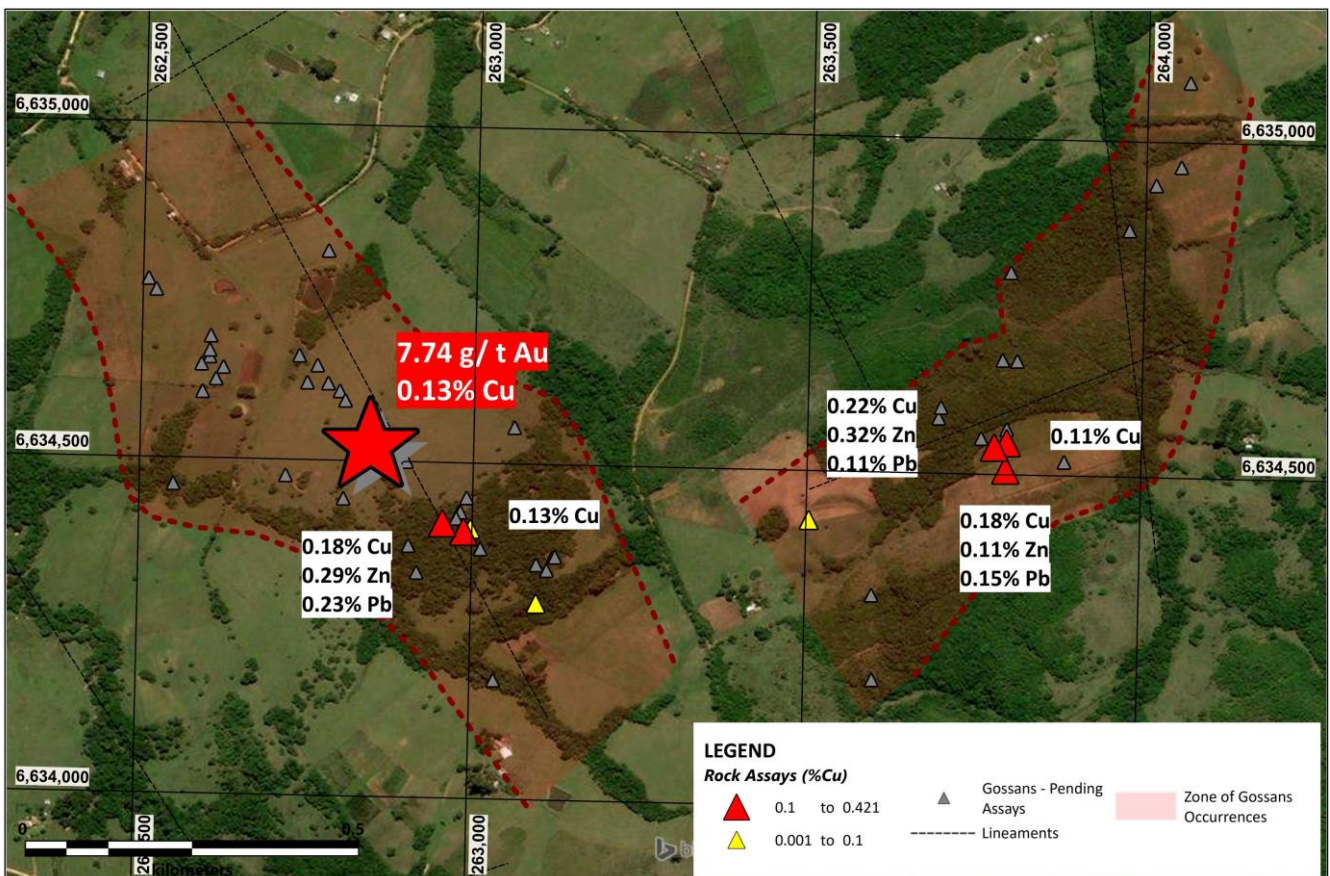 262,500
263,000
263,500
264,000
6,635,000
6,635,000
7.74 g/ t Au
0.13% Cu
6,634,500
0.22% Cu
0.32% Zn
0.11% Pb
0.11% Cu
6,634,500
0.13% Cu
0.18% Cu
0.29% Zn
0.23% Pb
0.18% Cu
0.11% Zn
0.15% Pb
6,634,000
0
0.5
kilometers
263,000
b
LEGEND
Rock Assays (%Cu)
0.1 to 0.421
0.001 to 0.1
Gossans - Pending
Assays
Lineaments
Zone of Gossans
Occurrences